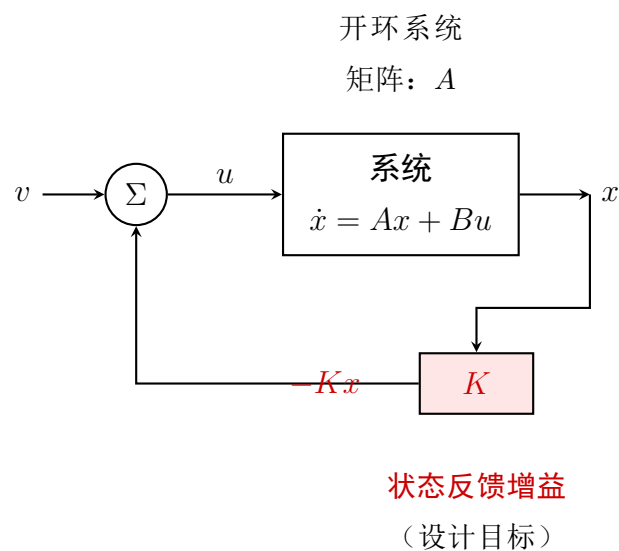 开环系统
矩阵：A
v
Σ
u
系统
ẋ = Ax + Bu
x
−Kx
K
状态反馈增益
（设计目标）